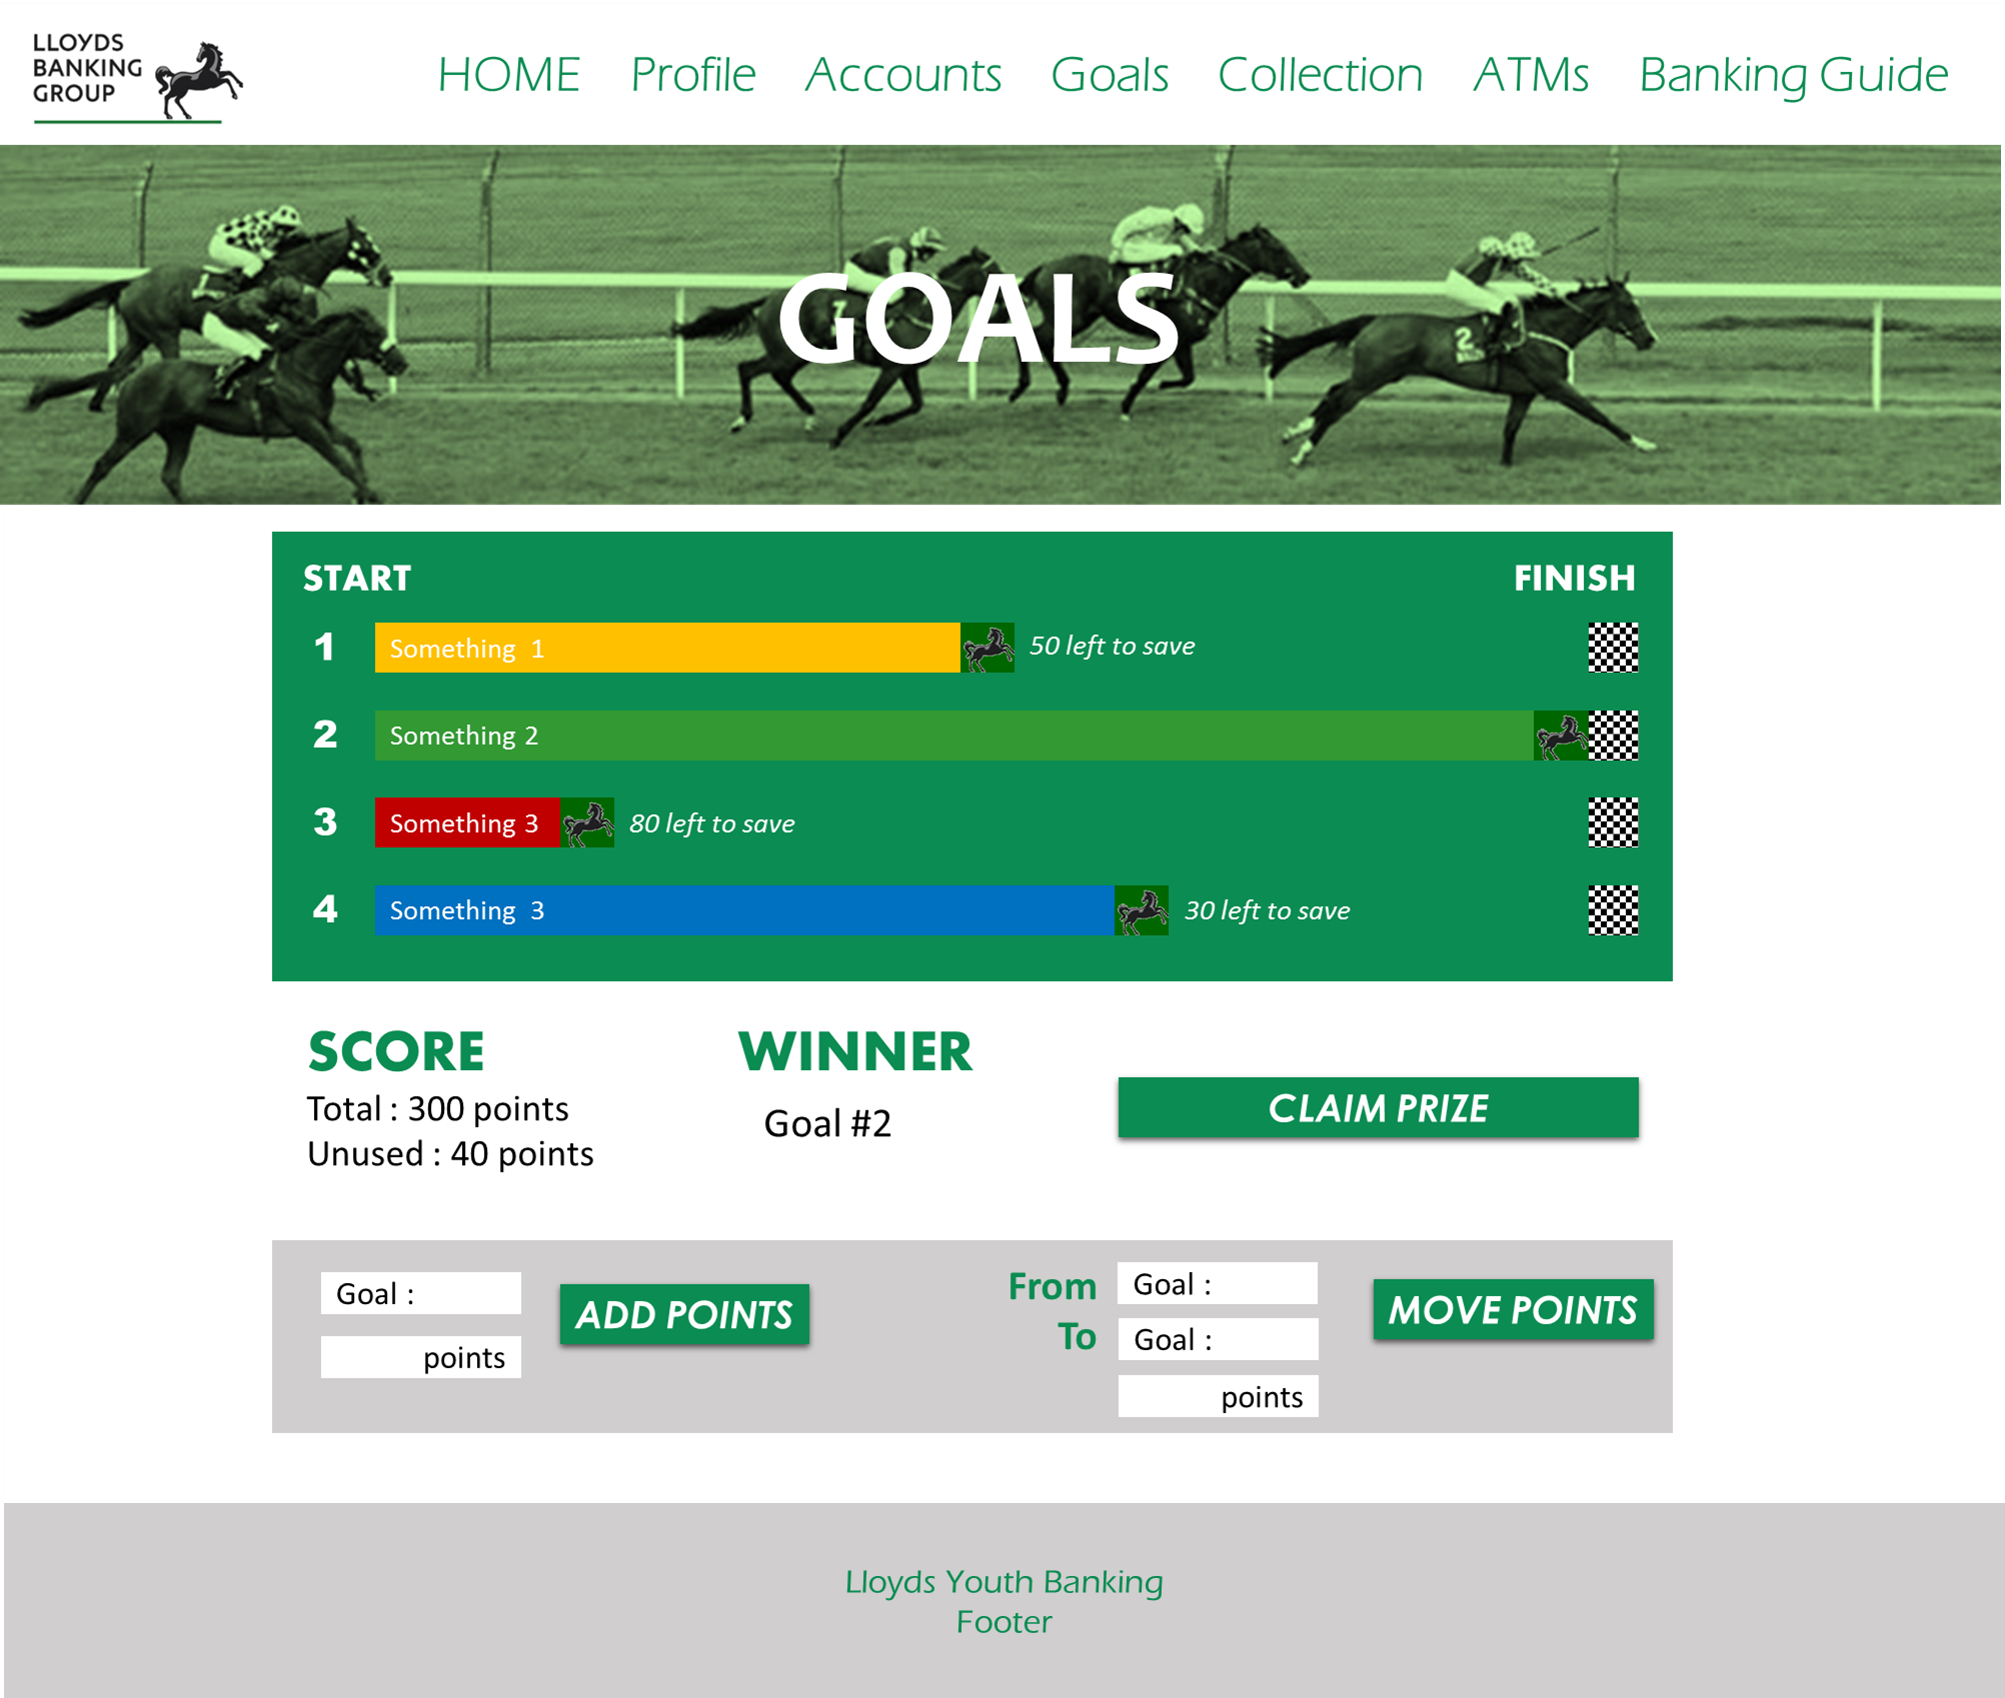 LLOYDS
BANKING
GROUP
HOME Profile Accounts Goals Collection ATMs Banking Guide
GOALS
START FINISH
1 Something 1 50 left to save
2 Something 2
3 Something 3 80 left to save
4 Something 3 30 left to save
SCORE
Total : 300 points
Unused : 40 points
WINNER
Goal #2
CLAIM PRIZE
Goal :
points
ADD POINTS
From Goal :
To Goal :
points
MOVE POINTS
Lloyds Youth Banking
Footer